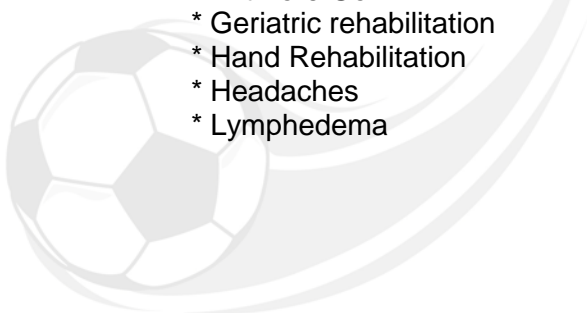 * Geriatric rehabilitation
* Hand Rehabilitation
* Headaches
* Lymphedema